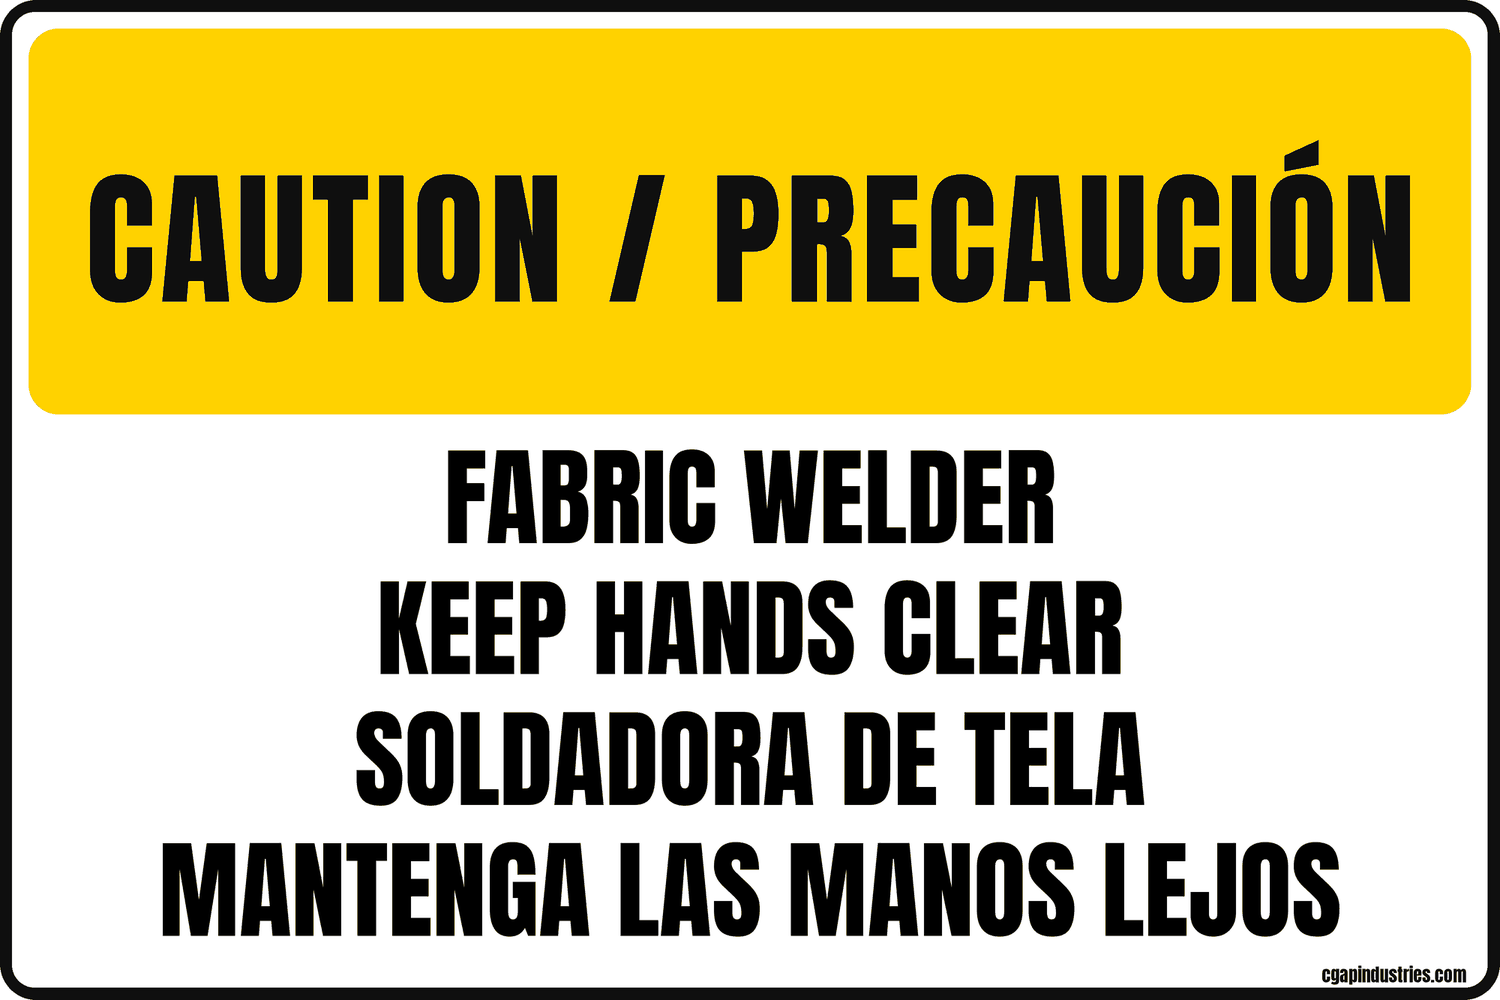 CAUTION / PRECAUCIÓN
FABRIC WELDER
KEEP HANDS CLEAR
SOLDADORA DE TELA
MANTENGA LAS MANOS LEJOS
cgapindustries.com